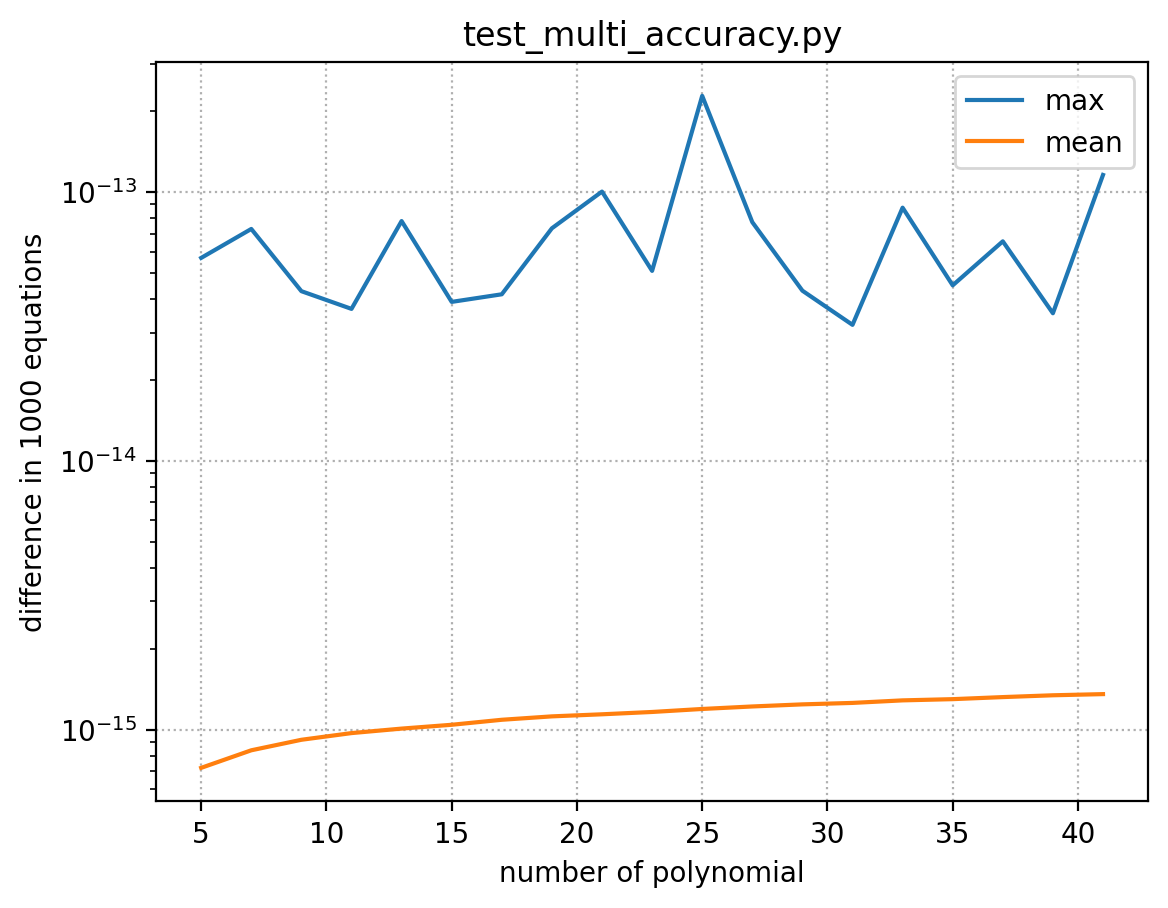 test_multi_accuracy.py
max
mean
difference in 1000 equations
10⁻¹³
10⁻¹⁴
10⁻¹⁵
5 10 15 20 25 30 35 40
number of polynomial